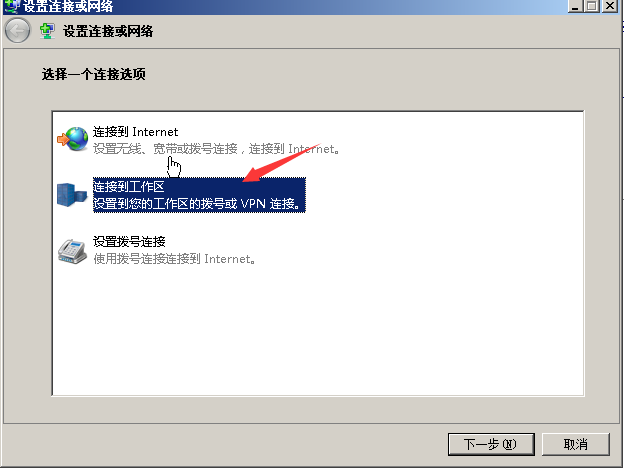 设置连接或网络
设置连接或网络
选择一个连接选项
连接到 Internet
设置无线、宽带或拨号连接，连接到 Internet。
连接到工作区
设置到您的工作区的拨号或 VPN 连接。
设置拨号连接
使用拨号连接连接到 Internet。
下一步(N)
取消